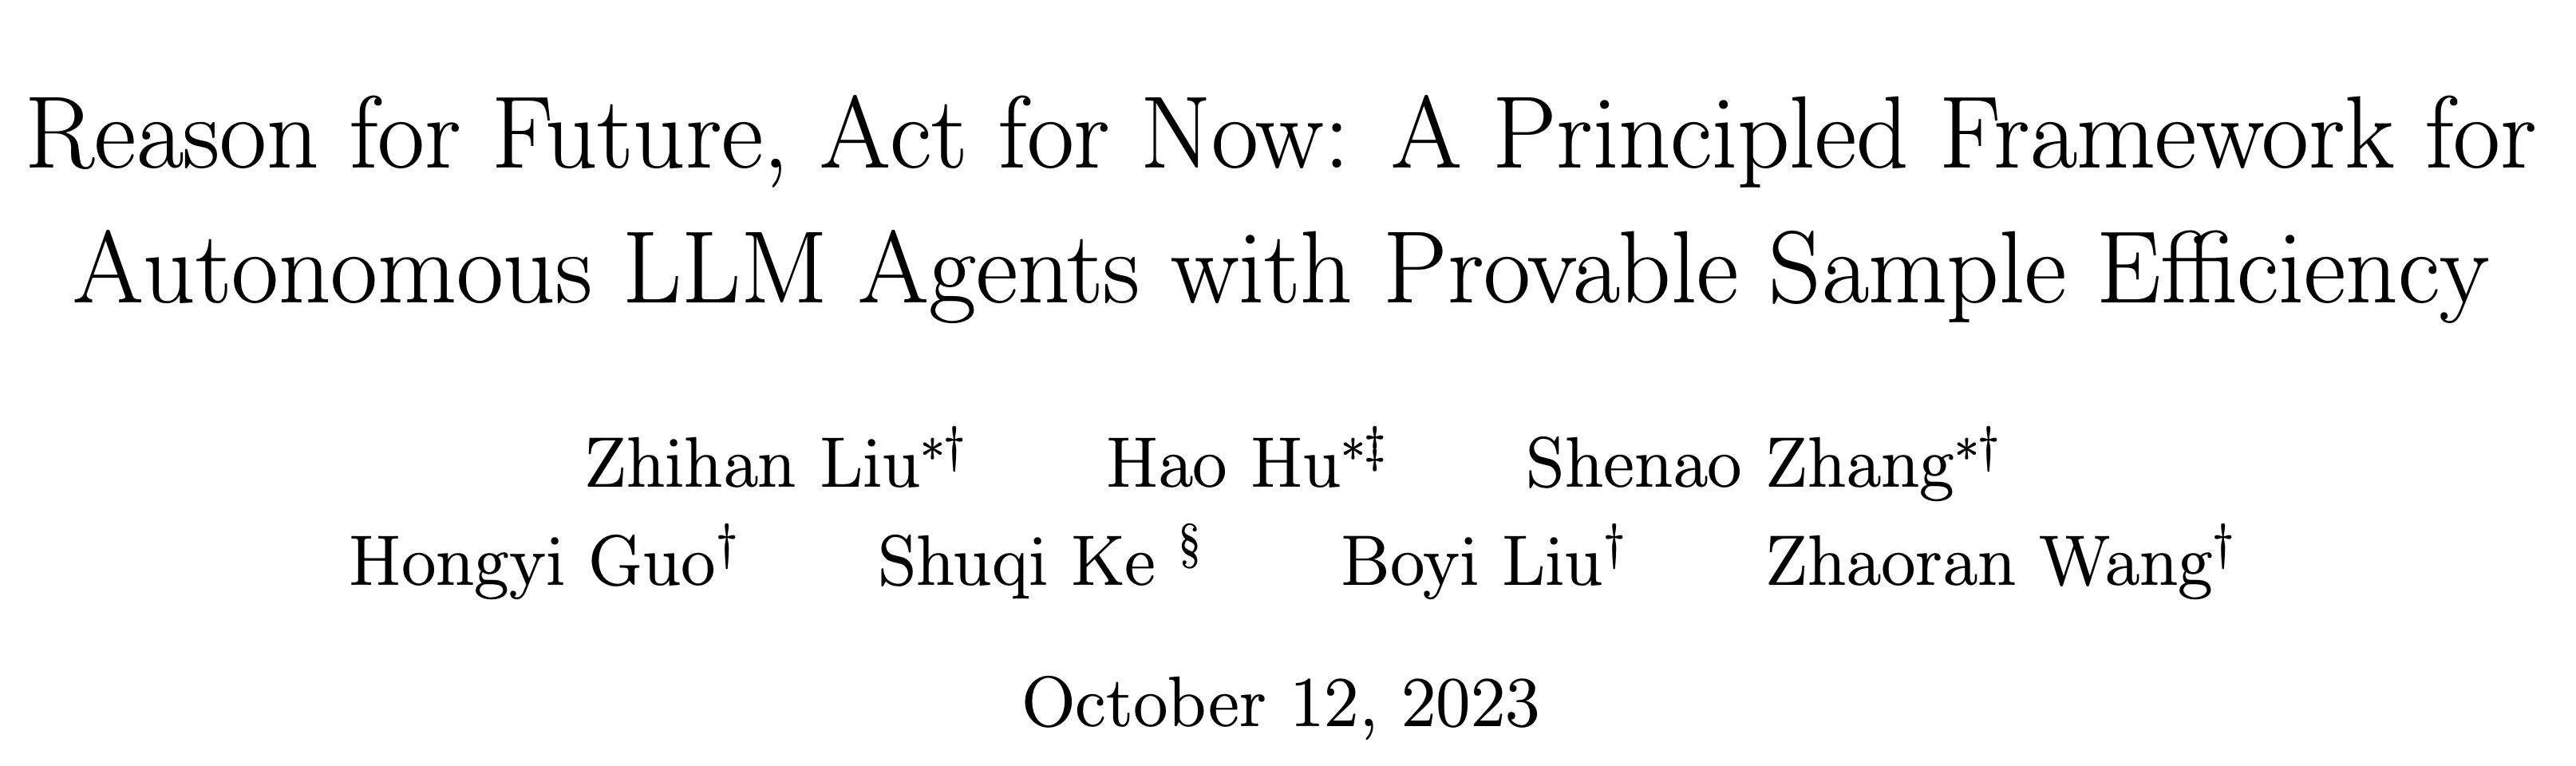 Reason for Future, Act for Now: A Principled Framework for
Autonomous LLM Agents with Provable Sample Efficiency
Zhihan Liu*† Hao Hu*‡ Shenao Zhang*†
Hongyi Guo† Shuqi Ke § Boyi Liu† Zhaoran Wang†
October 12, 2023